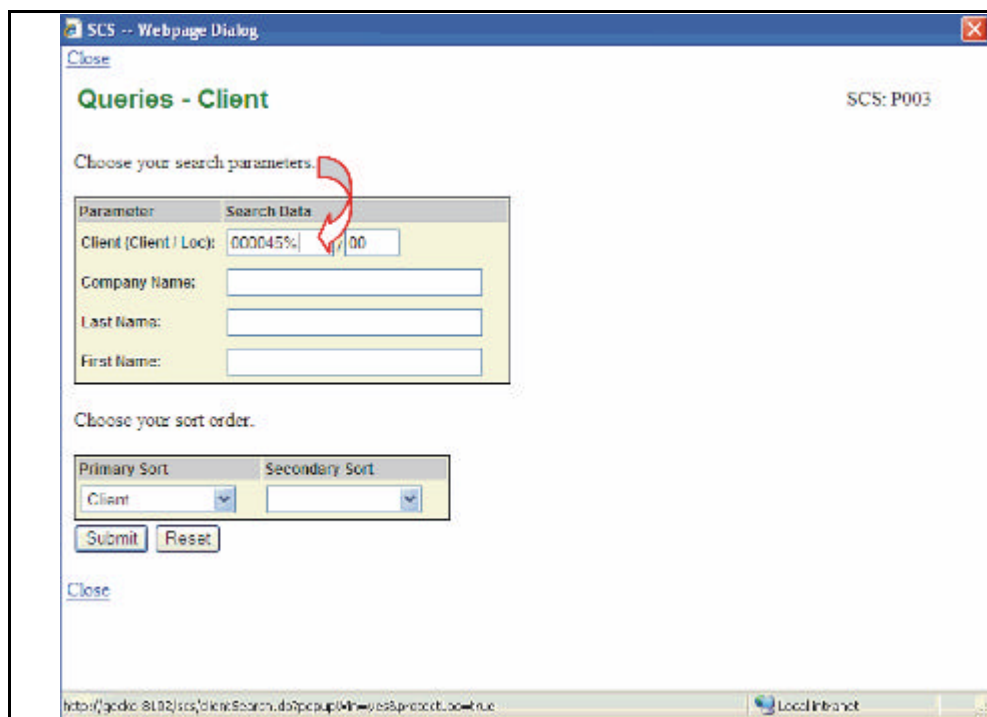 SCS -- Webpage Dialog
Close
Queries - Client
SCS: P003
Choose your search parameters.
Parameter Search Data
Client (Client / Loc): 000045% / 00
Company Name:
Last Name:
First Name:
Choose your sort order.
Primary Sort Secondary Sort
Client
Submit Reset
Close
Local intranet